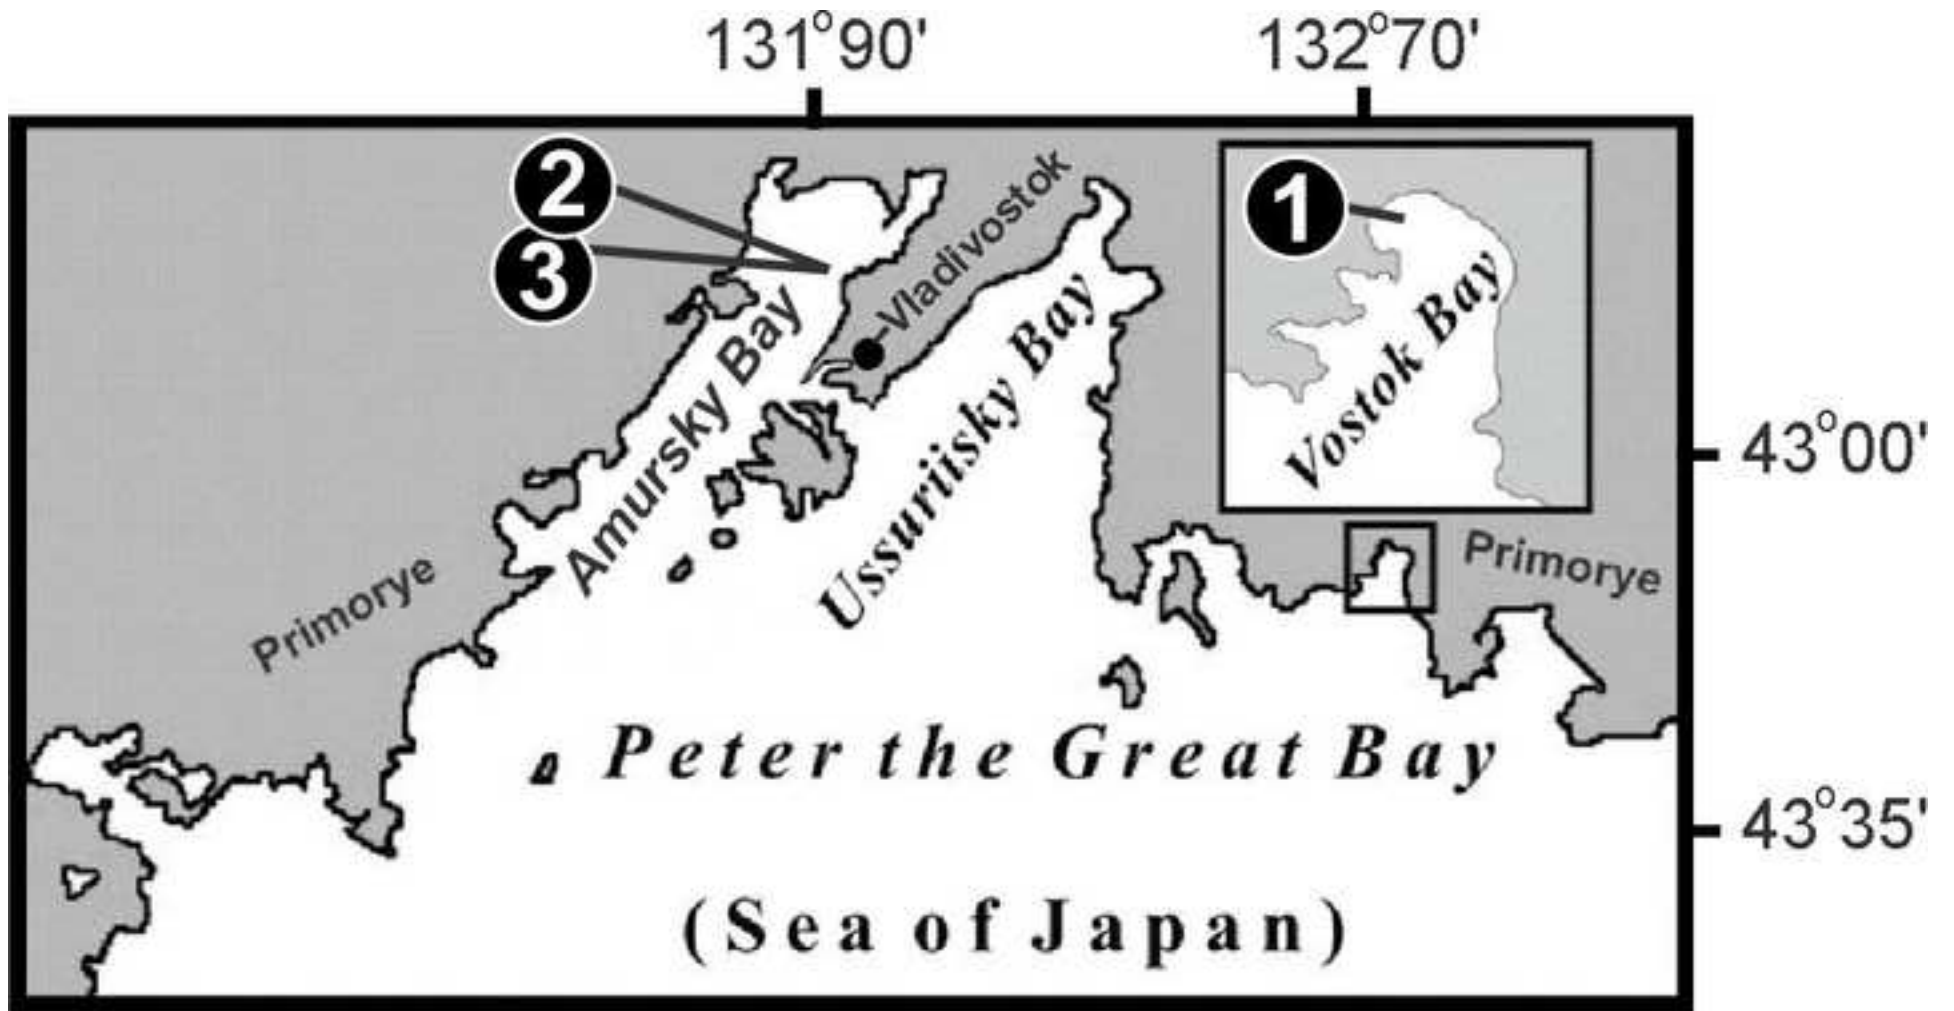 131°90'
132°70'
2
3
1
Vladivostok
Amursky Bay
Ussuriisky Bay
Vostok Bay
43°00'
Primorye
Primorye
Peter the Great Bay
43°35'
(Sea of Japan)